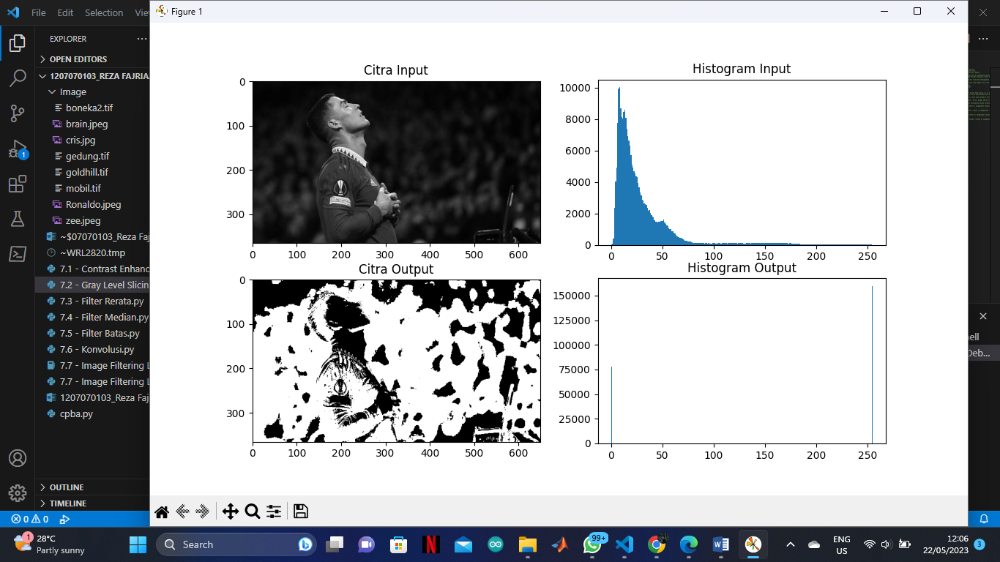 File Edit Selection
Figure 1
EXPLORER
OPEN EDITORS
1207070103_REZA FAJRIA
Image
boneka2.tif
brain.jpeg
cris.jpg
gedung.tif
goldhill.tif
mobil.tif
Ronaldo.jpeg
zee.jpeg
~$07070103_Reza Faj
~WRL2820.tmp
7.1 - Contrast Enhanc
7.2 - Gray Level Slicin
7.3 - Filter Rerata.py
7.4 - Filter Median.py
7.5 - Filter Batas.py
7.6 - Konvolusi.py
7.7 - Image Filtering
7.7 - Image Filtering
1207070103_Reza Faj
cpba.py
OUTLINE
TIMELINE
1
Citra Input
0
100
200
300
0 100 200 300 400 500 600
Histogram Input
10000
8000
6000
4000
2000
0
0 50 100 150 200 250
Citra Output
0
100
200
300
0 100 200 300 400 500 600
Histogram Output
150000
125000
100000
75000
50000
25000
0
0 50 100 150 200 250
Deb...
0 0
1
28°C
Partly sunny
Search
99+
ENG
US
12:06
22/05/2023
3